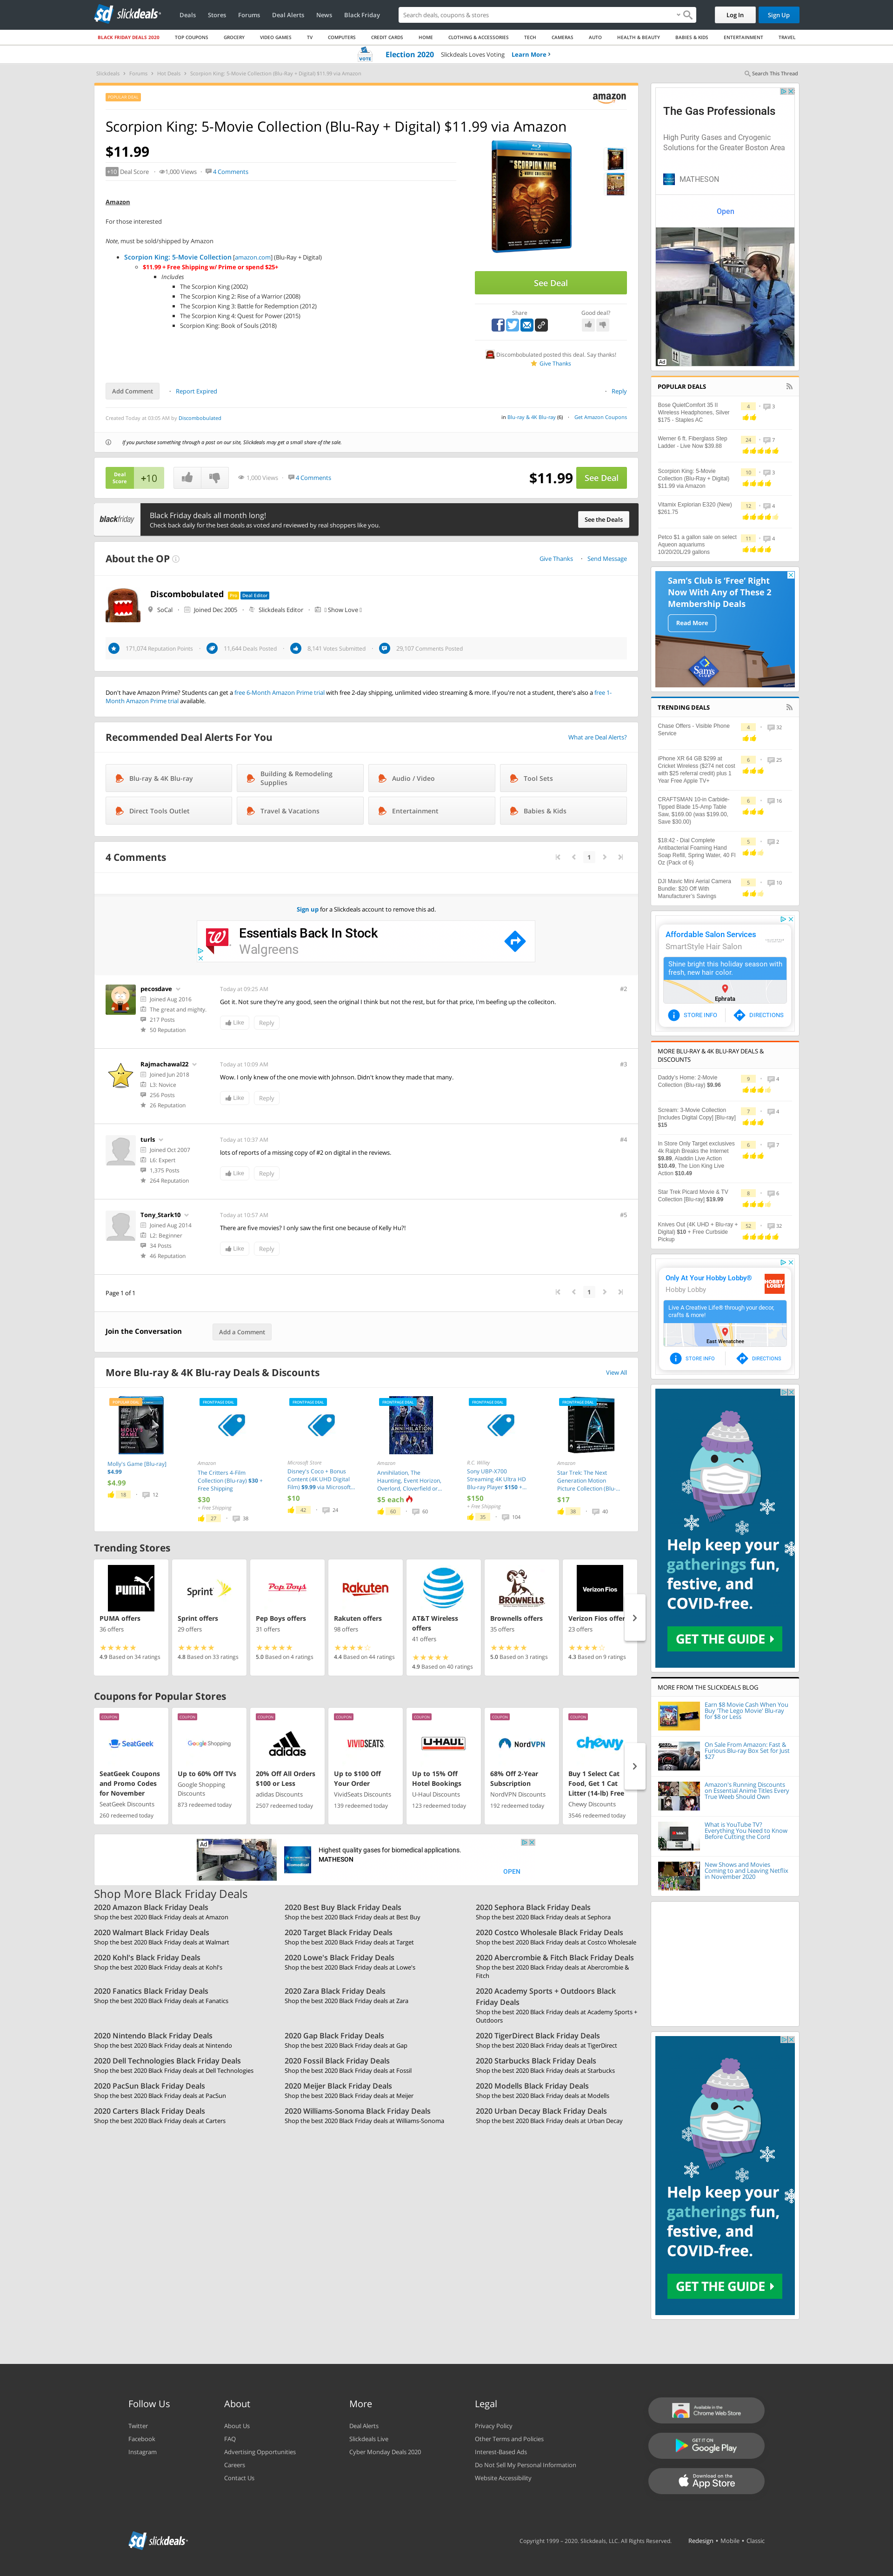 slickdeals
Deals Stores Forums Deal Alerts News Black Friday
Search deals, coupons & stores
Log In Sign Up
BLACK FRIDAY DEALS 2020 TOP COUPONS GROCERY VIDEO GAMES TV COMPUTERS CREDIT CARDS HOME CLOTHING & ACCESSORIES TECH CAMERAS AUTO HEALTH & BEAUTY BABIES & KIDS ENTERTAINMENT TRAVEL
VOTE Election 2020 Slickdeals Loves Voting Learn More
Slickdeals Forums Hot Deals Scorpion King: 5-Movie Collection (Blu-Ray + Digital) $11.99 via Amazon
Search This Thread
POPULAR DEAL
amazon.com
Scorpion King: 5-Movie Collection (Blu-Ray + Digital) $11.99 via Amazon
$11.99
+10 Deal Score 1,000 Views 4 Comments
Amazon
For those interested
Note, must be sold/shipped by Amazon
Scorpion King: 5-Movie Collection [amazon.com] (Blu-Ray + Digital)
$11.99 + Free Shipping w/ Prime or spend $25+
Includes
The Scorpion King (2002)
The Scorpion King 2: Rise of a Warrior (2008)
The Scorpion King 3: Battle for Redemption (2012)
The Scorpion King 4: Quest for Power (2015)
Scorpion King: Book of Souls (2018)
See Deal
Share Good deal?
Discombobulated posted this deal. Say thanks!
Give Thanks
Add Comment Report Expired Reply
Created Today at 03:05 AM by Discombobulated
in Blu-ray & 4K Blu-ray (6) Get Amazon Coupons
If you purchase something through a post on our site, Slickdeals may get a small share of the sale.
Deal Score +10 1,000 Views 4 Comments $11.99 See Deal
blackfriday
Black Friday deals all month long!
Check back daily for the best deals as voted and reviewed by real shoppers like you.
See the Deals
About the OP
Give Thanks Send Message
Discombobulated Pro Deal Editor
SoCal Joined Dec 2005 Slickdeals Editor Show Love
171,074 Reputation Points 11,644 Deals Posted 8,141 Votes Submitted 29,107 Comments Posted
Don't have Amazon Prime? Students can get a free 6-Month Amazon Prime trial with free 2-day shipping, unlimited video streaming & more. If you're not a student, there's also a free 1-
Month Amazon Prime trial available.
Recommended Deal Alerts For You
What are Deal Alerts?
Blu-ray & 4K Blu-ray
Building & Remodeling Supplies
Audio / Video
Tool Sets
Direct Tools Outlet
Travel & Vacations
Entertainment
Babies & Kids
4 Comments
1
Sign up for a Slickdeals account to remove this ad.
Essentials Back In Stock
Walgreens
pecosdave
Joined Aug 2016
The great and mighty.
217 Posts
50 Reputation
Today at 09:25 AM #2
Got it. Not sure they're any good, seen the original I think but not the rest, but for that price, I'm beefing up the colleciton.
Like Reply
Rajmachawal22
Joined Jun 2018
L3: Novice
256 Posts
26 Reputation
Today at 10:09 AM #3
Wow. I only knew of the one movie with Johnson. Didn't know they made that many.
Like Reply
turls
Joined Oct 2007
L6: Expert
1,375 Posts
264 Reputation
Today at 10:37 AM #4
lots of reports of a missing copy of #2 on digital in the reviews.
Like Reply
Tony_Stark10
Joined Aug 2014
L2: Beginner
34 Posts
46 Reputation
Today at 10:57 AM #5
There are five movies? I only saw the first one because of Kelly Hu?!
Like Reply
Page 1 of 1
1
Join the Conversation
Add a Comment
More Blu-ray & 4K Blu-ray Deals & Discounts
View All
Molly's Game [Blu-ray] $4.99
$4.99
18 12
Amazon
The Critters 4-Film Collection (Blu-ray) $30 + Free Shipping
$30
+ Free Shipping
27 38
Microsoft Store
Disney's Coco + Bonus Content (4K UHD Digital Film) $9.99 via Microsoft...
$10
42 24
Amazon
Annihilation, The Haunting, Event Horizon, Overlord, Cloverfield or...
$5 each
60 60
R.C. Willey
Sony UBP-X700 Streaming 4K Ultra HD Blu-ray Player $150 +...
$150
+ Free Shipping
35 104
Amazon
Star Trek: The Next Generation Motion Picture Collection (Blu-...
$17
38 40
Trending Stores
PUMA offers
36 offers
4.9 Based on 34 ratings
Sprint offers
29 offers
4.8 Based on 33 ratings
Pep Boys offers
31 offers
5.0 Based on 4 ratings
Rakuten offers
98 offers
4.4 Based on 44 ratings
AT&T Wireless offers
41 offers
4.9 Based on 40 ratings
Brownells offers
35 offers
5.0 Based on 3 ratings
Verizon Fios offers
23 offers
4.3 Based on 9 ratings
Coupons for Popular Stores
SeatGeek Coupons and Promo Codes for November
SeatGeek Discounts
260 redeemed today
Up to 60% Off TVs
Google Shopping Discounts
873 redeemed today
20% Off All Orders $100 or Less
adidas Discounts
2507 redeemed today
Up to $100 Off Your Order
VividSeats Discounts
139 redeemed today
Up to 15% Off Hotel Bookings
U-Haul Discounts
123 redeemed today
68% Off 2-Year Subscription
NordVPN Discounts
192 redeemed today
Buy 1 Select Cat Food, Get 1 Cat Litter (14-lb) Free
Chewy Discounts
3546 redeemed today
Highest quality gases for biomedical applications.
MATHESON
OPEN
Shop More Black Friday Deals
2020 Amazon Black Friday Deals
Shop the best 2020 Black Friday deals at Amazon
2020 Best Buy Black Friday Deals
Shop the best 2020 Black Friday deals at Best Buy
2020 Sephora Black Friday Deals
Shop the best 2020 Black Friday deals at Sephora
2020 Walmart Black Friday Deals
Shop the best 2020 Black Friday deals at Walmart
2020 Target Black Friday Deals
Shop the best 2020 Black Friday deals at Target
2020 Costco Wholesale Black Friday Deals
Shop the best 2020 Black Friday deals at Costco Wholesale
2020 Kohl's Black Friday Deals
Shop the best 2020 Black Friday deals at Kohl's
2020 Lowe's Black Friday Deals
Shop the best 2020 Black Friday deals at Lowe's
2020 Abercrombie & Fitch Black Friday Deals
Shop the best 2020 Black Friday deals at Abercrombie & Fitch
2020 Fanatics Black Friday Deals
Shop the best 2020 Black Friday deals at Fanatics
2020 Zara Black Friday Deals
Shop the best 2020 Black Friday deals at Zara
2020 Academy Sports + Outdoors Black Friday Deals
Shop the best 2020 Black Friday deals at Academy Sports + Outdoors
2020 Nintendo Black Friday Deals
Shop the best 2020 Black Friday deals at Nintendo
2020 Gap Black Friday Deals
Shop the best 2020 Black Friday deals at Gap
2020 TigerDirect Black Friday Deals
Shop the best 2020 Black Friday deals at TigerDirect
2020 Dell Technologies Black Friday Deals
Shop the best 2020 Black Friday deals at Dell Technologies
2020 Fossil Black Friday Deals
Shop the best 2020 Black Friday deals at Fossil
2020 Starbucks Black Friday Deals
Shop the best 2020 Black Friday deals at Starbucks
2020 PacSun Black Friday Deals
Shop the best 2020 Black Friday deals at PacSun
2020 Meijer Black Friday Deals
Shop the best 2020 Black Friday deals at Meijer
2020 Modells Black Friday Deals
Shop the best 2020 Black Friday deals at Modells
2020 Carters Black Friday Deals
Shop the best 2020 Black Friday deals at Carters
2020 Williams-Sonoma Black Friday Deals
Shop the best 2020 Black Friday deals at Williams-Sonoma
2020 Urban Decay Black Friday Deals
Shop the best 2020 Black Friday deals at Urban Decay
The Gas Professionals
High Purity Gases and Cryogenic
Solutions for the Greater Boston Area
MATHESON
Open
Ad
POPULAR DEALS
Bose QuietComfort 35 II Wireless Headphones, Silver $175 - Staples AC 4 3
Werner 6 ft. Fiberglass Step Ladder - Live Now $39.88 24 7
Scorpion King: 5-Movie Collection (Blu-Ray + Digital) $11.99 via Amazon 10 3
Vitamix Explorian E320 (New) $261.75 12 4
Petco $1 a gallon sale on select Aqueon aquariums 10/20/20L/29 gallons 11 4
Sam's Club is 'Free' Right
Now With Any of These 2
Membership Deals
Read More
TRENDING DEALS
Chase Offers - Visible Phone Service 4 32
iPhone XR 64 GB $298 at Cricket Wireless ($274 net cost with $25 referral credit) plus 1 Year Free Apple TV+ 6 25
CRAFTSMAN 10-in Carbide-Tipped Blade 15-Amp Table Saw, $169.00 (was $199.00, Save $30.00) 6 16
$18.42 - Dial Complete Antibacterial Foaming Hand Soap Refill, Spring Water, 40 Fl Oz (Pack of 6) 5 2
DJI Mavic Mini Aerial Camera Bundle: $20 Off With Manufacturer's Savings 5 10
Affordable Salon Services
SmartStyle Hair Salon
Shine bright this holiday season with
fresh, new hair color.
Ephrata
STORE INFO DIRECTIONS
MORE BLU-RAY & 4K BLU-RAY DEALS & DISCOUNTS
Daddy's Home: 2-Movie Collection (Blu-ray) $9.96 9 4
Scream: 3-Movie Collection [Includes Digital Copy] [Blu-ray] $15 7 4
In Store Only Target exclusives 4k Ralph Breaks the Internet $9.89, Aladdin Live Action $10.49, The Lion King Live Action $10.49 6 7
Star Trek Picard Movie & TV Collection [Blu-ray] $19.99 8 6
Knives Out (4K UHD + Blu-ray + Digital) $10 + Free Curbside Pickup 52 32
Only At Your Hobby Lobby®
Hobby Lobby
Live A Creative Life® through your decor,
crafts & more!
East Wenatchee
STORE INFO DIRECTIONS
Help keep your
gatherings fun,
festive, and
COVID-free.
GET THE GUIDE
MORE FROM THE SLICKDEALS BLOG
Earn $8 Movie Cash When You Buy 'The Lego Movie' Blu-ray for $8 or Less
On Sale From Amazon: Fast & Furious Blu-ray Box Set for Just $27
Amazon's Running Discounts on Essential Anime Titles Every True Weeb Should Own
What is YouTube TV? Everything You Need to Know Before Cutting the Cord
New Shows and Movies Coming to and Leaving Netflix in November 2020
Help keep your
gatherings fun,
festive, and
COVID-free.
GET THE GUIDE
Follow Us
Twitter
Facebook
Instagram
About
About Us
FAQ
Advertising Opportunities
Careers
Contact Us
More
Deal Alerts
Slickdeals Live
Cyber Monday Deals 2020
Legal
Privacy Policy
Other Terms and Policies
Interest-Based Ads
Do Not Sell My Personal Information
Website Accessibility
Available in the Chrome Web Store
GET IT ON Google Play
Download on the App Store
slickdeals
Copyright 1999 - 2020. Slickdeals, LLC. All Rights Reserved. Redesign • Mobile • Classic